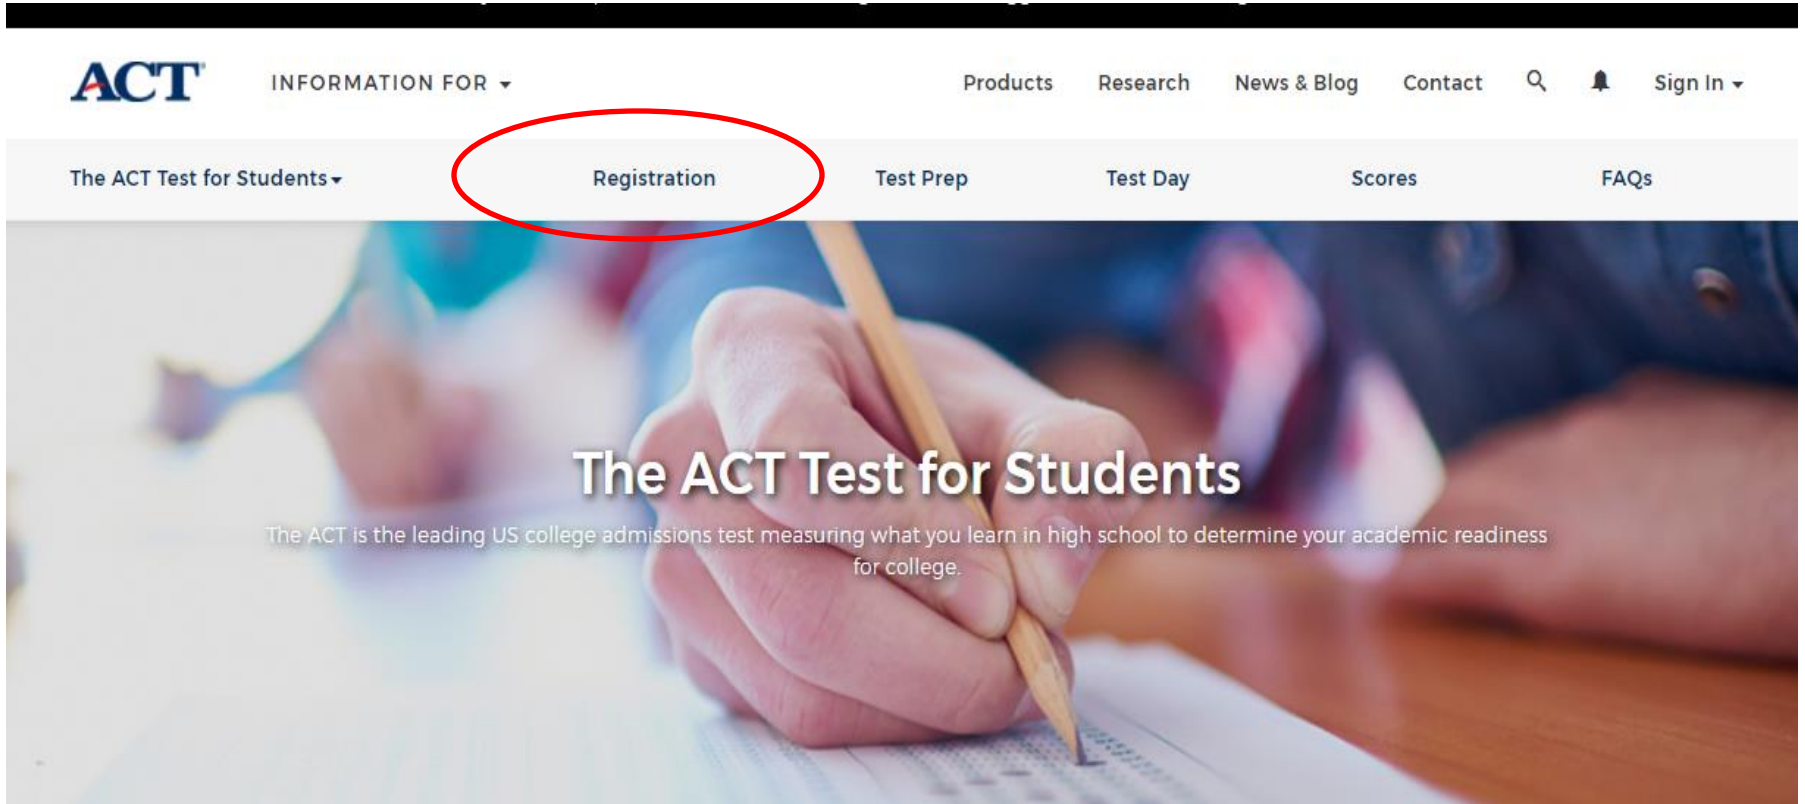 ACT
INFORMATION FOR
Products
Research
News & Blog
Contact
Sign In
The ACT Test for Students
Registration
Test Prep
Test Day
Scores
FAQs
The ACT Test for Students
The ACT is the leading US college admissions test measuring what you learn in high school to determine your academic readiness
for college.